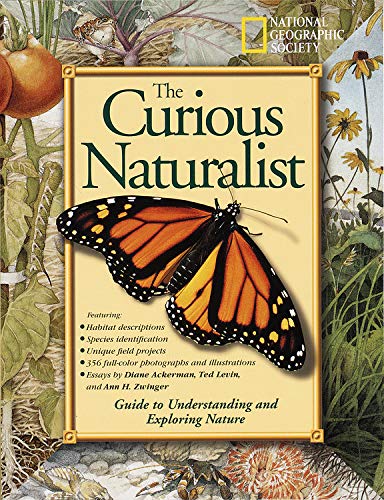 NATIONAL
GEOGRAPHIC
SOCIETY
The
Curious
Naturalist
Featuring:
• Habitat descriptions
• Species identification
• Unique field projects
• 356 full-color photographs and illustrations
• Essays by Diane Ackerman, Ted Levin,
and Ann H. Zwinger
Guide to Understanding and
Exploring Nature